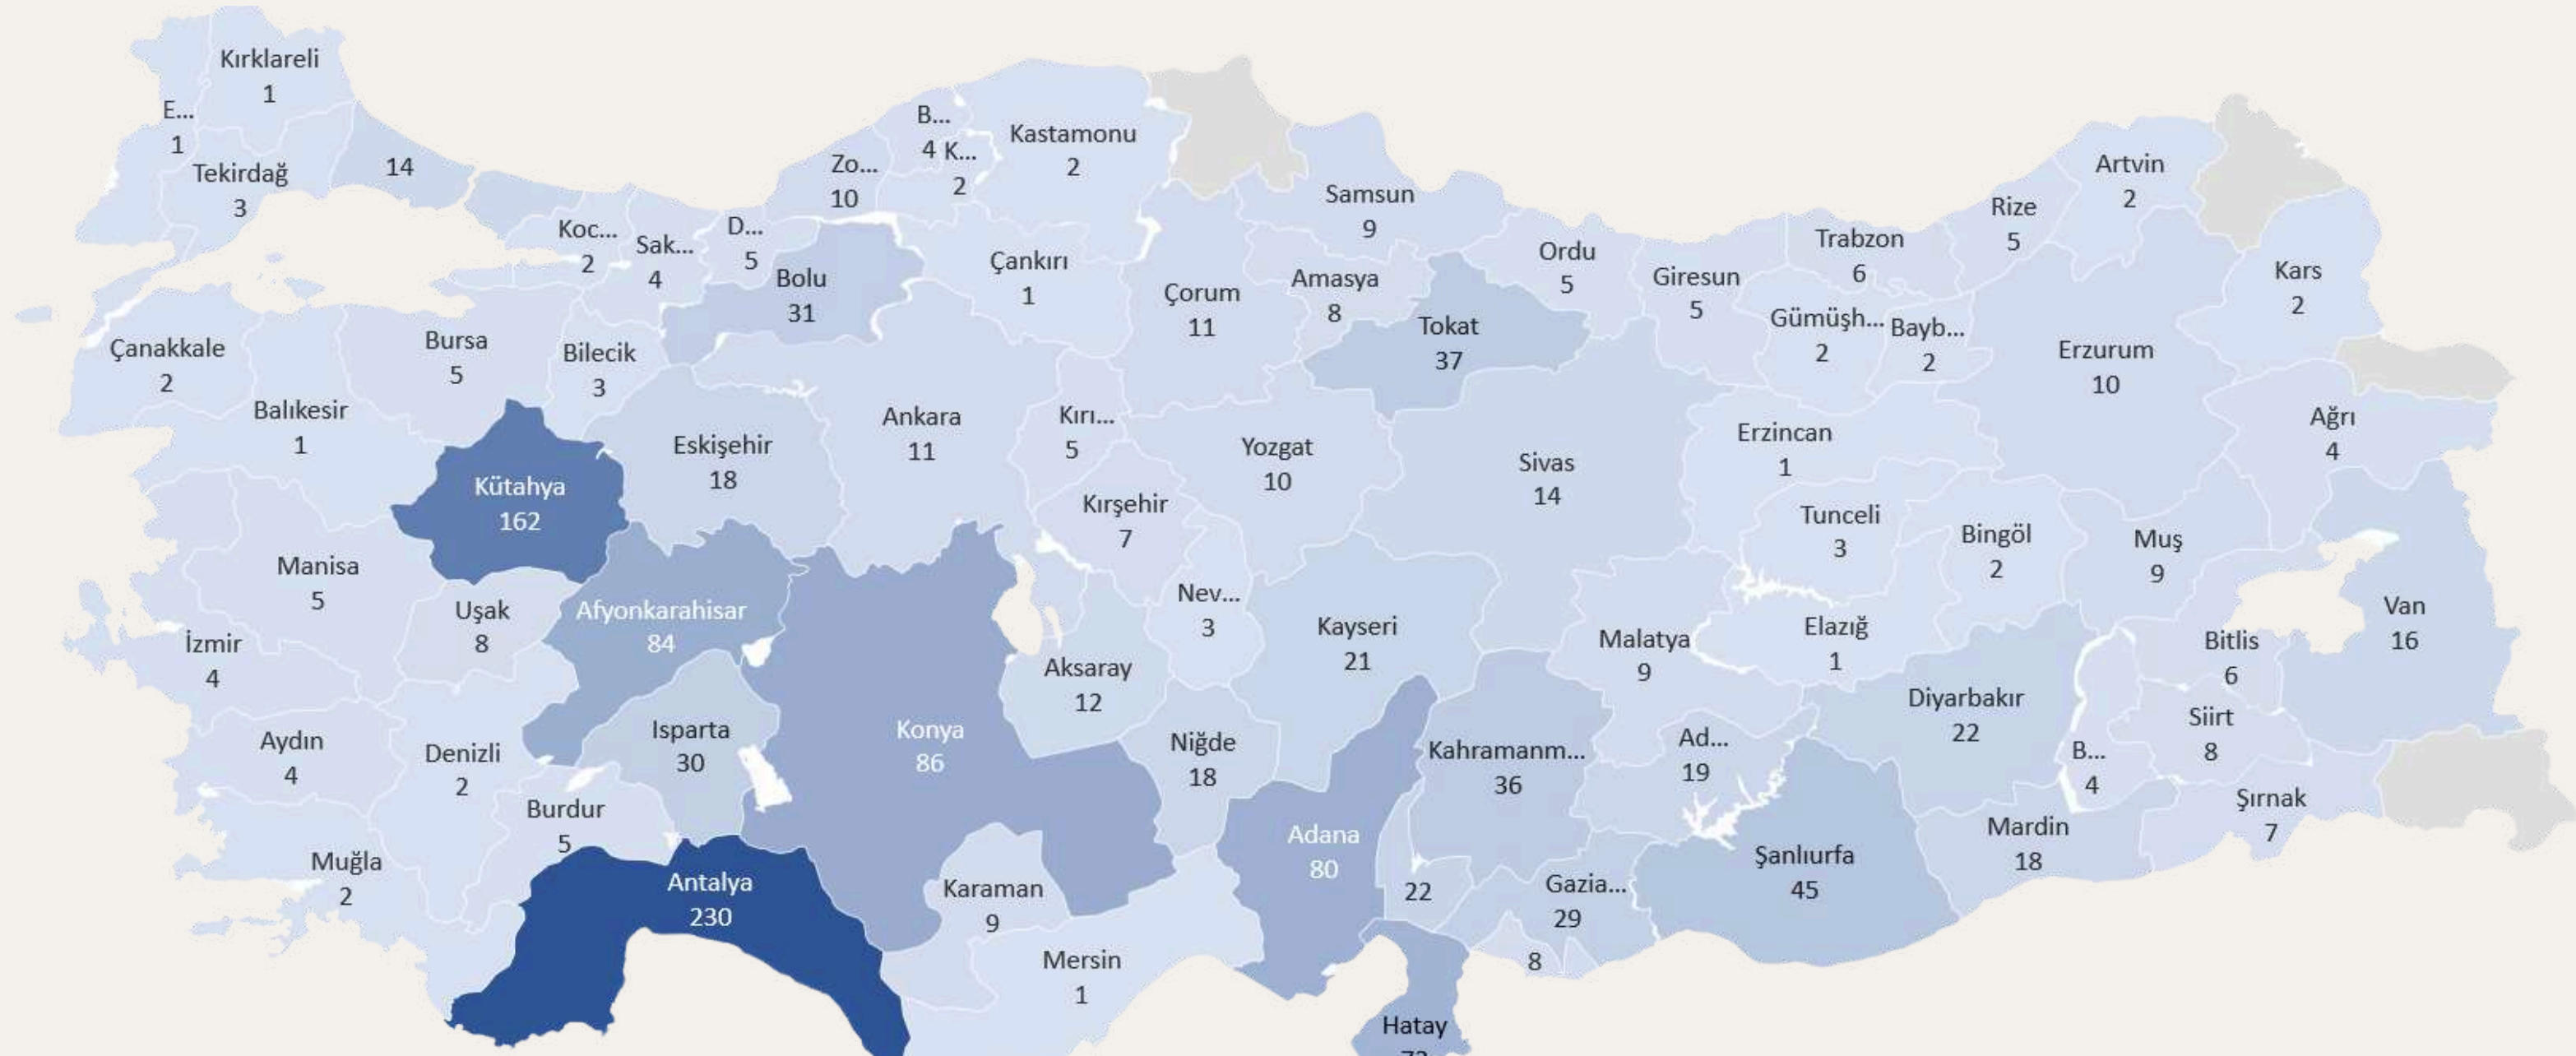 Kırklareli
1
E...
1
Tekirdağ
3
14
B...
4
K...
2
Kastamonu
2
Zo...
10
Koc...
2
Sak...
4
D...
5
Bolu
31
Çankırı
1
Çorum
11
Samsun
9
Amasya
8
Tokat
37
Ordu
5
Giresun
5
Trabzon
6
Gümüşh...
2
Bayb...
2
Rize
5
Artvin
2
Kars
2
Erzurum
10
Ağrı
4
Çanakkale
2
Balıkesir
1
Bursa
5
Bilecik
3
Kütahya
162
Eskişehir
18
Ankara
11
Kırı...
5
Kırşehir
7
Yozgat
10
Sivas
14
Erzincan
1
Tunceli
3
Bingöl
2
Muş
9
Van
16
Bitlis
6
Manisa
5
Uşak
8
Afyonkarahisar
84
İzmir
4
Nev...
3
Aksaray
12
Kayseri
21
Malatya
9
Elazığ
1
Diyarbakır
22
Siirt
8
B...
4
Şırnak
7
Aydın
4
Denizli
2
Isparta
30
Konya
86
Niğde
18
Kahramanm...
36
Ad...
19
Burdur
5
Muğla
2
Antalya
230
Karaman
9
Adana
80
22
Gazia...
29
Şanlıurfa
45
Mardin
18
Mersin
1
8
Hatay